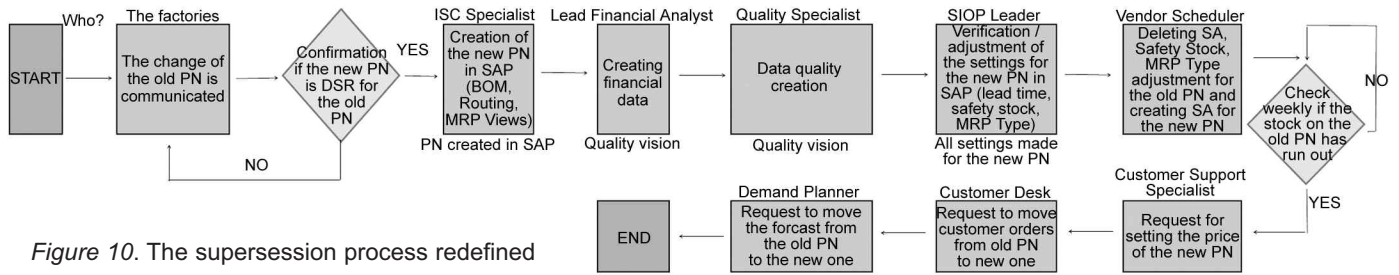 Who?
START
The factories
The change of
the old PN is
communicated
Confirmation
if the new PN
is DSR for
the old
PN
NO
YES
ISC Specialist
Creation of
the new PN
in SAP
(BOM,
Routing,
MRP Views)
PN created in SAP
Lead Financial Analyst
Creating
financial
data
Quality vision
Quality Specialist
Data quality
creation
Quality vision
SIOP Leader
Verification /
adjustment of
the settings for
the new PN in
SAP (lead time,
safety stock,
MRP Type)
All settings made
for the new PN
Vendor Scheduler
Deleting SA,
Safety Stock,
MRP Type
adjustment for
the old PN and
creating SA for
the new PN
Check
weekly if the
stock on the
old PN has
run out
NO
YES
Customer Support
Specialist
Request for
setting the price
of the new PN
Customer Desk
Request to move
customer orders
from old PN
to new one
Demand Planner
Request to move
the forcast from
the old PN
to the new one
END
Figure 10. The supersession process redefined